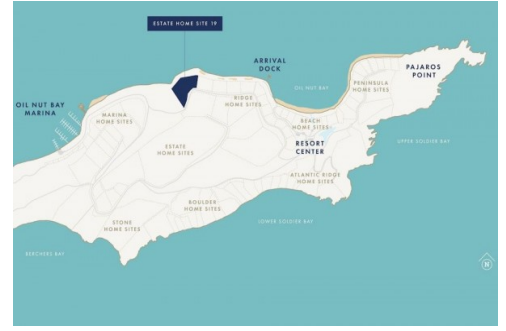 ESTATE HOME SITE 19
ARRIVAL
DOCK
OIL NUT BAY
PAJAROS
POINT
PENINSULA
HOME SITES
OIL NUT BAY
MARINA
MARINA
HOME SITES
RIDGE
HOME SITES
BEACH
HOME SITES
RESORT
CENTER
UPPER SOLDIER BAY
ESTATE
HOME SITES
ATLANTIC RIDGE
HOME SITES
BOULDER
HOME SITES
LOWER SOLDIER BAY
STONE
HOME SITES
BERCHERS BAY
N